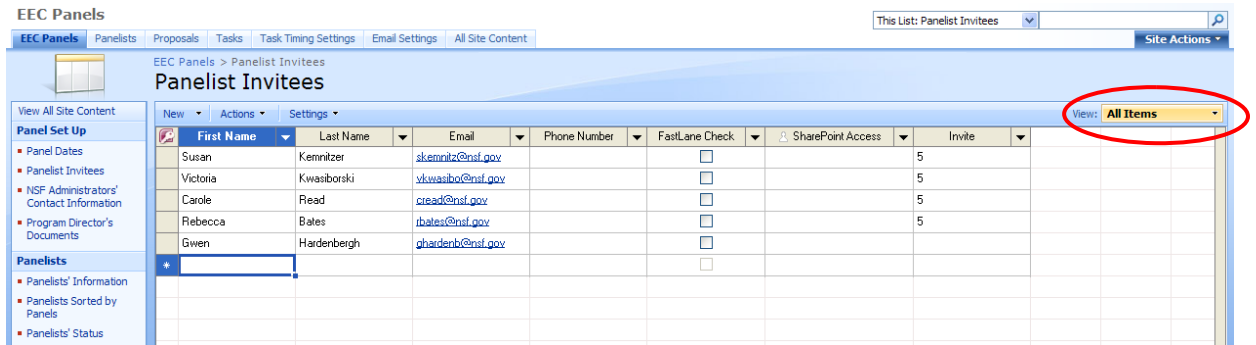 EEC Panels
This List: Panelist Invitees
EEC Panels Panelists Proposals Tasks Task Timing Settings Email Settings All Site Content Site Actions
EEC Panels > Panelist Invitees
Panelist Invitees
View All Site Content
New Actions Settings View: All Items
Panel Set Up
Panel Dates
Panelist Invitees
NSF Administrators'
Contact Information
Program Director's
Documents
Panelists
Panelists' Information
Panelists Sorted by
Panels
Panelists' Status
First Name Last Name Email Phone Number FastLane Check SharePoint Access Invite
Susan Kemnitzer skemnitz@nsf.gov 5
Victoria Kwasiborski vkwasibo@nsf.gov 5
Carole Read cread@nsf.gov 5
Rebecca Bates rbates@nsf.gov 5
Gwen Hardenbergh ghardenb@nsf.gov